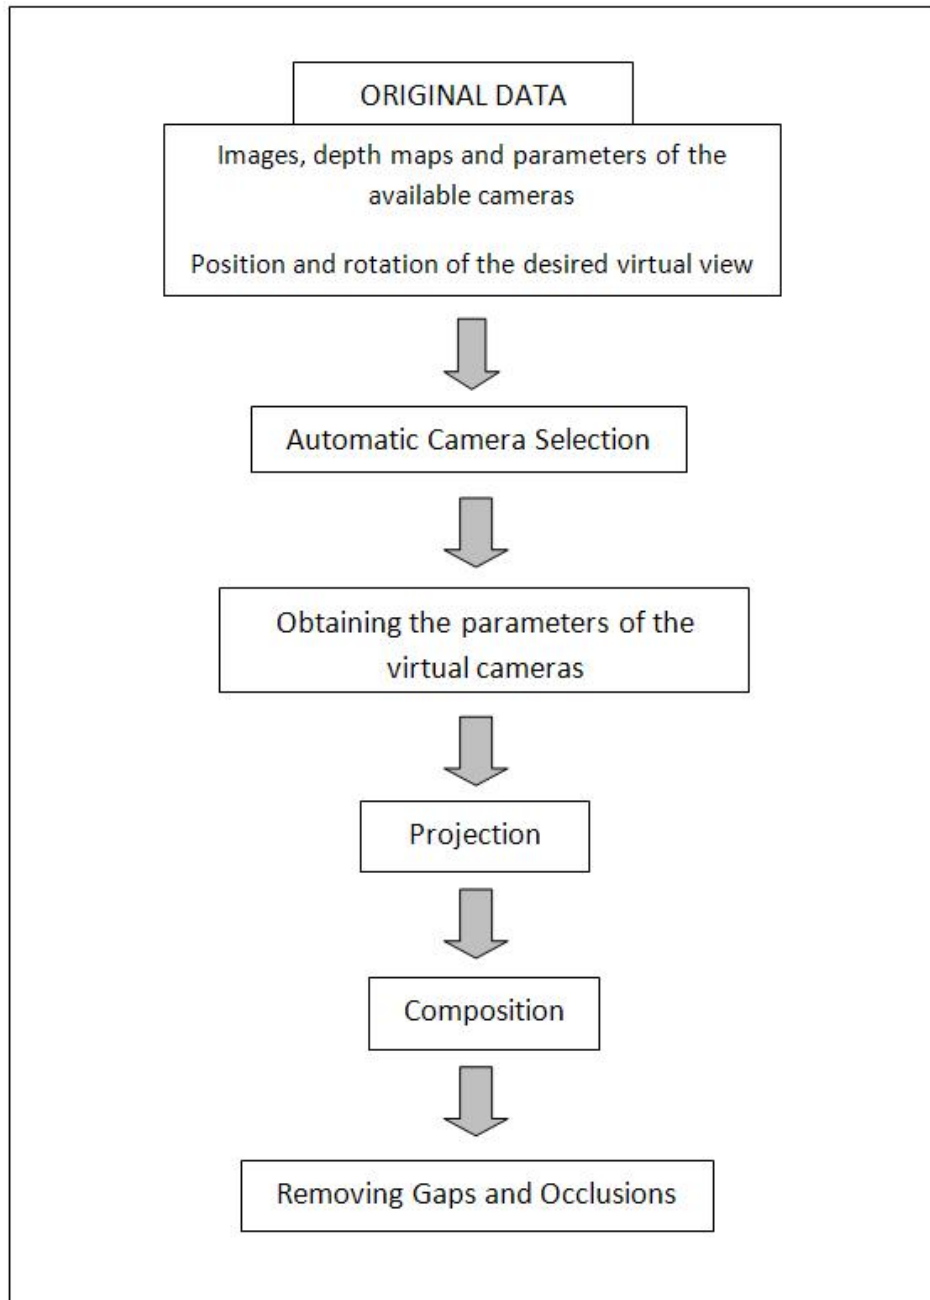 ORIGINAL DATA
Images, depth maps and parameters of the
available cameras
Position and rotation of the desired virtual view
Automatic Camera Selection
Obtaining the parameters of the
virtual cameras
Projection
Composition
Removing Gaps and Occlusions